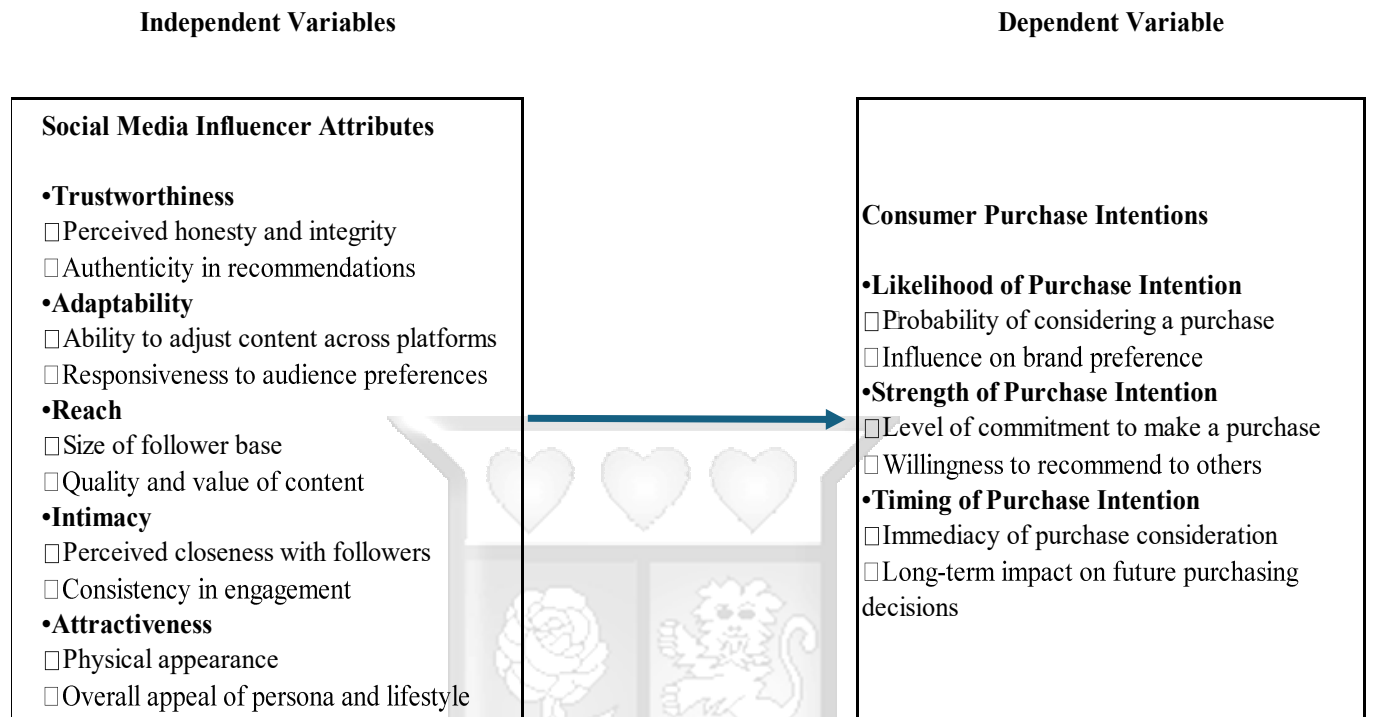 Independent Variables
Dependent Variable
Social Media Influencer Attributes
•Trustworthiness
□Perceived honesty and integrity
□Authenticity in recommendations
•Adaptability
□Ability to adjust content across platforms
□Responsiveness to audience preferences
•Reach
□Size of follower base
□Quality and value of content
•Intimacy
□Perceived closeness with followers
□Consistency in engagement
•Attractiveness
□Physical appearance
□Overall appeal of persona and lifestyle
Consumer Purchase Intentions
•Likelihood of Purchase Intention
□Probability of considering a purchase
□Influence on brand preference
•Strength of Purchase Intention
□Level of commitment to make a purchase
□Willingness to recommend to others
•Timing of Purchase Intention
□Immediacy of purchase consideration
□Long-term impact on future purchasing
decisions